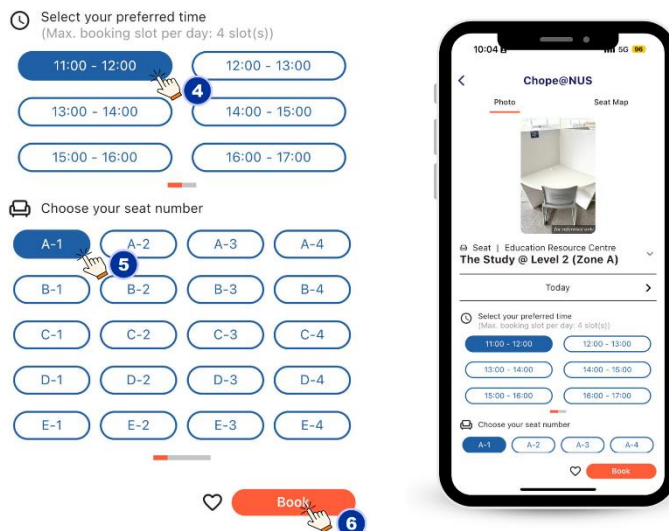 Select your preferred time
(Max. booking slot per day: 4 slot(s))
11:00 - 12:00
12:00 - 13:00
4
13:00 - 14:00
14:00 - 15:00
15:00 - 16:00
16:00 - 17:00
Choose your seat number
A-1
A-2
A-3
A-4
5
B-1
B-2
B-3
B-4
C-1
C-2
C-3
C-4
D-1
D-2
D-3
D-4
E-1
E-2
E-3
E-4
Book
6
10:04
5G 96
Chope@NUS
Photo
Seat Map
for reference only
Seat | Education Resource Centre
The Study @ Level 2 (Zone A)
Today
Select your preferred time
(Max. booking slot per day: 4 slot(s))
11:00 - 12:00
12:00 - 13:00
13:00 - 14:00
14:00 - 15:00
15:00 - 16:00
16:00 - 17:00
Choose your seat number
A-1
A-2
A-3
A-4
Book